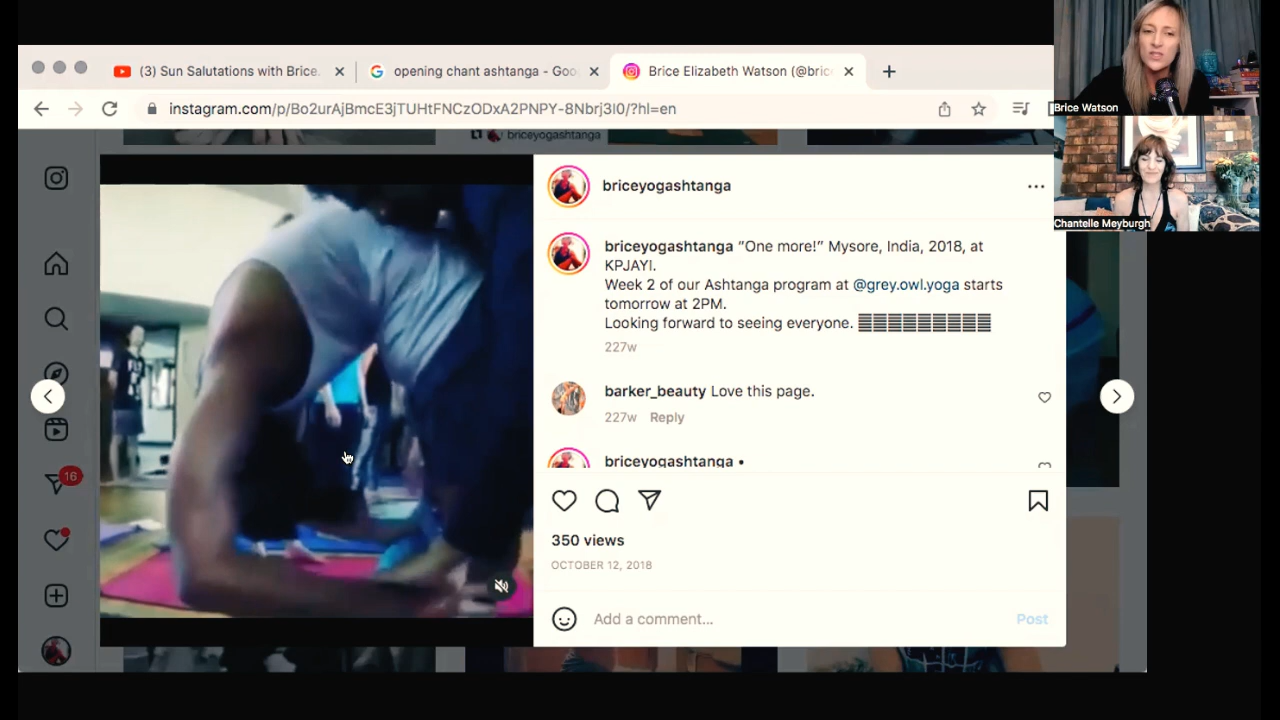 (3) Sun Salutations with Brice.
opening chant ashtanga - Goo
Brice Elizabeth Watson (@bric
instagram.com/p/Bo2urAjBmcE3jTUHtFNCzODxA2PNPY-8Nbrj3l0/?hl=en
Brice Watson
Chantelle Meyburgh
briceyogashtanga
briceyogashtanga
briceyogashtanga “One more!” Mysore, India, 2018, at
KPJAYI.
Week 2 of our Ashtanga program at @grey.owl.yoga starts
tomorrow at 2PM.
Looking forward to seeing everyone.
227w
barker_beauty Love this page.
227w Reply
briceyogashtanga •
16
350 views
OCTOBER 12, 2018
Add a comment...
Post